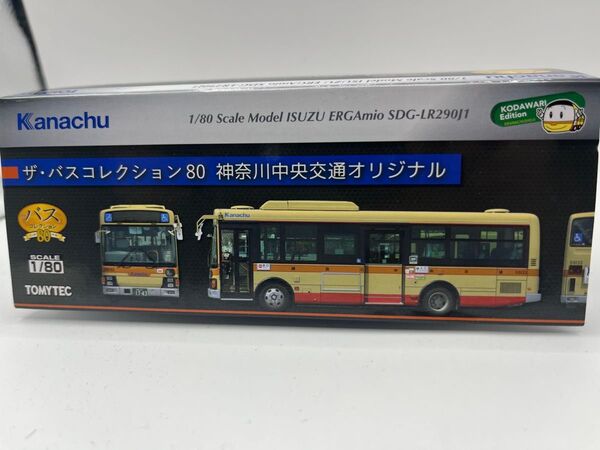 Kanachu
1/80 Scale Model ISUZU ERGAmio SDG-LR290J1
KODAWARI
Edition
ザ・バスコレクション80 神奈川中央交通オリジナル
バス
コレクション
80
SCALE
1/80
TOMYTEC
Kanachu